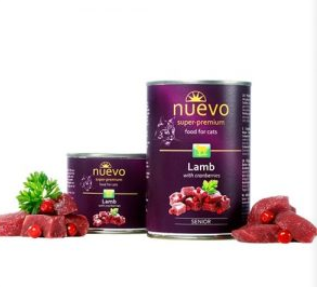 nuevo
super-premium
food for cats
Lamb
with cranberries
nuevo
super-premium
food for cats
Lamb
with cranberries
SENIOR